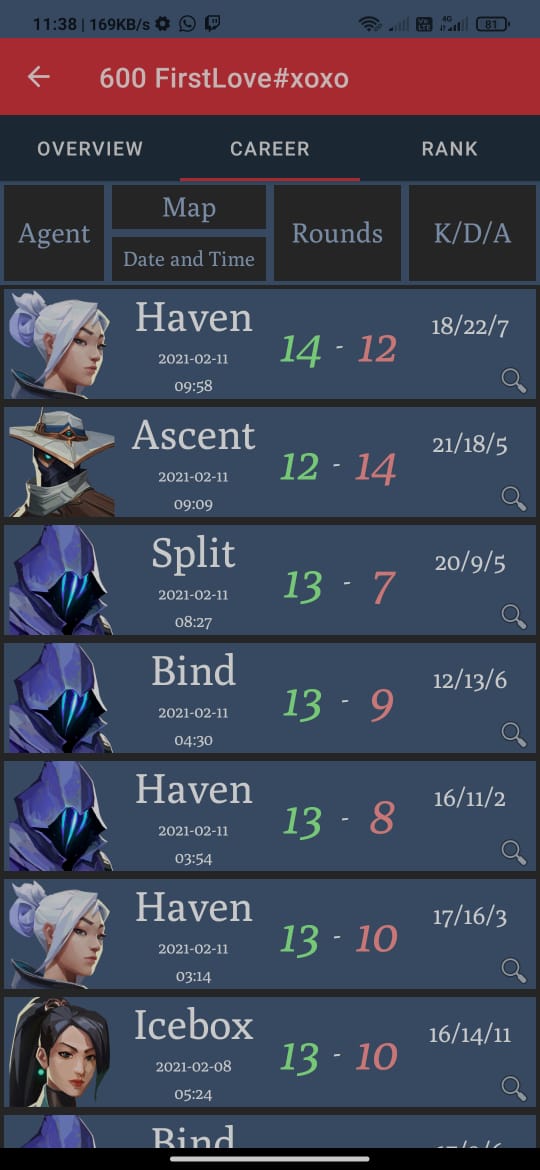 11:38 | 169KB/s
4G
VO LTE
81
600 FirstLove#xoxo
OVERVIEW
CAREER
RANK
Agent
Map
Date and Time
Rounds
K/D/A
Haven
2021-02-11
09:58
14 - 12
18/22/7
Ascent
2021-02-11
09:09
12 - 14
21/18/5
Split
2021-02-11
08:27
13 - 7
20/9/5
Bind
2021-02-11
04:30
13 - 9
12/13/6
Haven
2021-02-11
03:54
13 - 8
16/11/2
Haven
2021-02-11
03:14
13 - 10
17/16/3
Icebox
2021-02-08
05:24
13 - 10
16/14/11
Bind